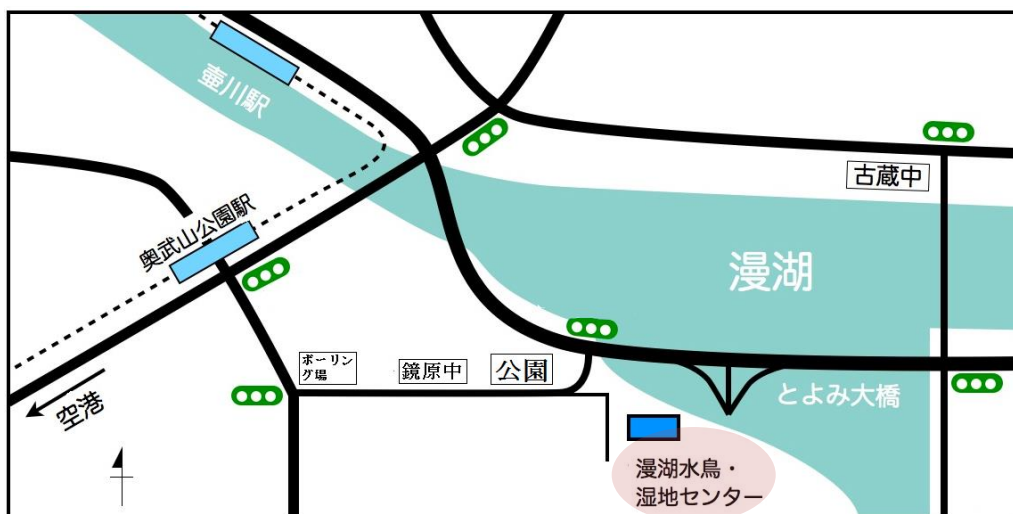 壷川駅
古蔵中
奥武山公園駅
漫湖
ボーリン
グ場
鏡原中
公園
とよみ大橋
空港
漫湖水鳥・
湿地センター